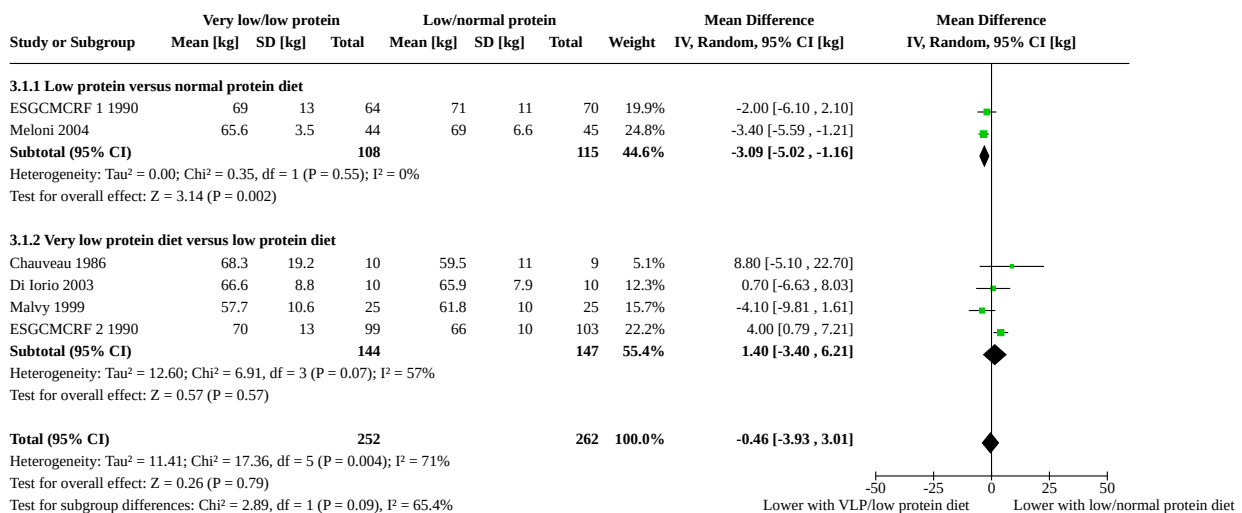 Very low/low protein Low/normal protein Mean Difference Mean Difference
Study or Subgroup Mean [kg] SD [kg] Total Mean [kg] SD [kg] Total Weight IV, Random, 95% CI [kg] IV, Random, 95% CI [kg]
3.1.1 Low protein versus normal protein diet
ESGCMCRF 1 1990 69 13 64 71 11 70 19.9% -2.00 [-6.10 , 2.10]
Meloni 2004 65.6 3.5 44 69 6.6 45 24.8% -3.40 [-5.59 , -1.21]
Subtotal (95% CI) 108 115 44.6% -3.09 [-5.02 , -1.16]
Heterogeneity: Tau² = 0.00; Chi² = 0.35, df = 1 (P = 0.55); I² = 0%
Test for overall effect: Z = 3.14 (P = 0.002)
3.1.2 Very low protein diet versus low protein diet
Chauveau 1986 68.3 19.2 10 59.5 11 9 5.1% 8.80 [-5.10 , 22.70]
Di Iorio 2003 66.6 8.8 10 65.9 7.9 10 12.3% 0.70 [-6.63 , 8.03]
Malvy 1999 57.7 10.6 25 61.8 10 25 15.7% -4.10 [-9.81 , 1.61]
ESGCMCRF 2 1990 70 13 99 66 10 103 22.2% 4.00 [0.79 , 7.21]
Subtotal (95% CI) 144 147 55.4% 1.40 [-3.40 , 6.21]
Heterogeneity: Tau² = 12.60; Chi² = 6.91, df = 3 (P = 0.07); I² = 57%
Test for overall effect: Z = 0.57 (P = 0.57)
Total (95% CI) 252 262 100.0% -0.46 [-3.93 , 3.01]
Heterogeneity: Tau² = 11.41; Chi² = 17.36, df = 5 (P = 0.004); I² = 71%
Test for overall effect: Z = 0.26 (P = 0.79)
-50 -25 0 25 50
Test for subgroup differences: Chi² = 2.89, df = 1 (P = 0.09), I² = 65.4% Lower with VLP/low protein diet Lower with low/normal protein diet